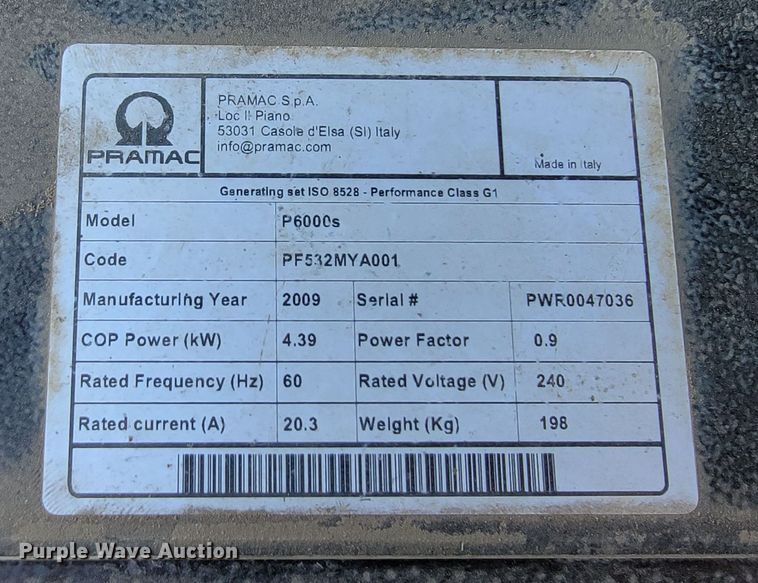 PRAMAC
PRAMAC S.p.A.
Loc Il Piano
53031 Casole d'Elsa (SI) Italy
info@pramac.com
Made in Italy
Generating set ISO 8528 - Performance Class G1
Model P6000s
Code PF532MYA001
Manufacturing Year 2009 Serial # PWR0047036
COP Power (kW) 4.39 Power Factor 0.9
Rated Frequency (Hz) 60 Rated Voltage (V) 240
Rated current (A) 20.3 Weight (Kg) 198
Purple Wave Auction